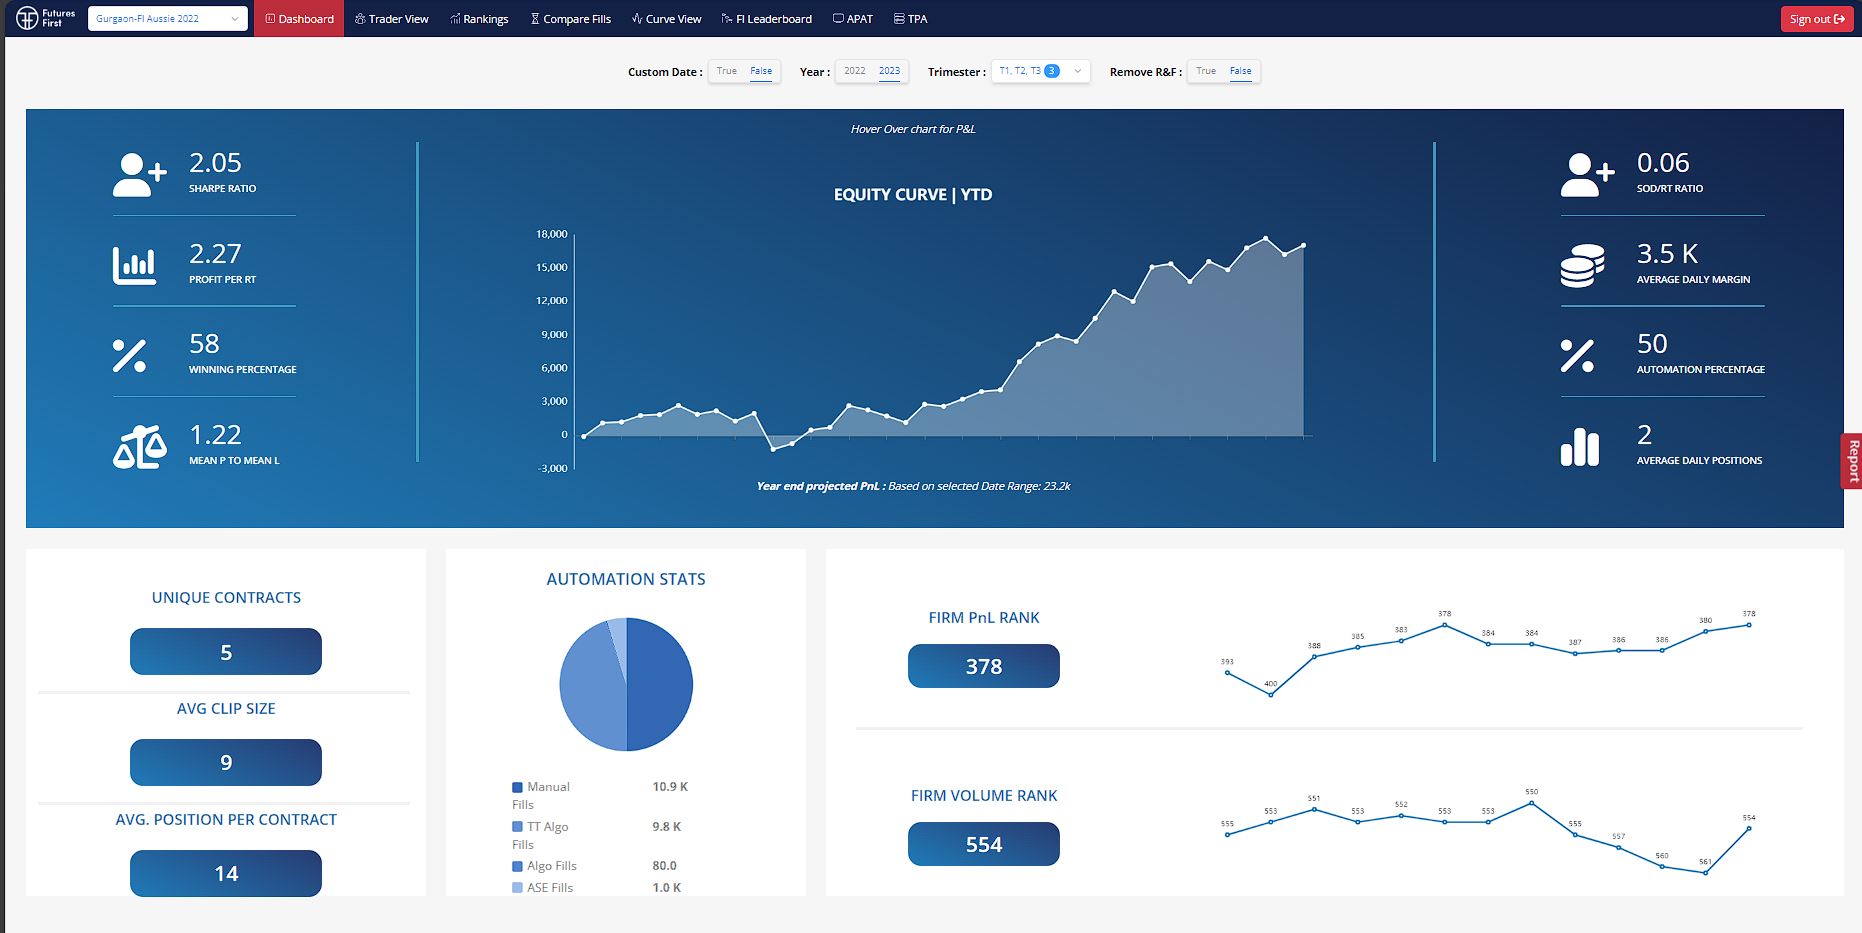 Futures
First
Gurgaon-FI Aussie 2022
Dashboard
Trader View
Rankings
Compare Fills
Curve View
FI Leaderboard
APAT
TPA
Sign out
Custom Date : True False
Year : 2022 2023
Trimester : T1, T2, T3 3
Remove R&F : True False
Hover Over chart for P&L
2.05
SHARPE RATIO
2.27
PROFIT PER RT
58
WINNING PERCENTAGE
1.22
MEAN P TO MEAN L
EQUITY CURVE | YTD
18,000
15,000
12,000
9,000
6,000
3,000
0
-3,000
Year end projected PnL : Based on selected Date Range: 23.2k
0.06
SOD/RT RATIO
3.5 K
AVERAGE DAILY MARGIN
50
AUTOMATION PERCENTAGE
2
AVERAGE DAILY POSITIONS
Report
UNIQUE CONTRACTS
5
AVG CLIP SIZE
9
AVG. POSITION PER CONTRACT
14
AUTOMATION STATS
Manual Fills 10.9 K
TT Algo Fills 9.8 K
Algo Fills 80.0
ASE Fills 1.0 K
FIRM PnL RANK
378
393 400 388 385 383 378 384 384 387 386 386 380 378
FIRM VOLUME RANK
554
555 553 551 553 552 553 553 550 555 557 560 561 554